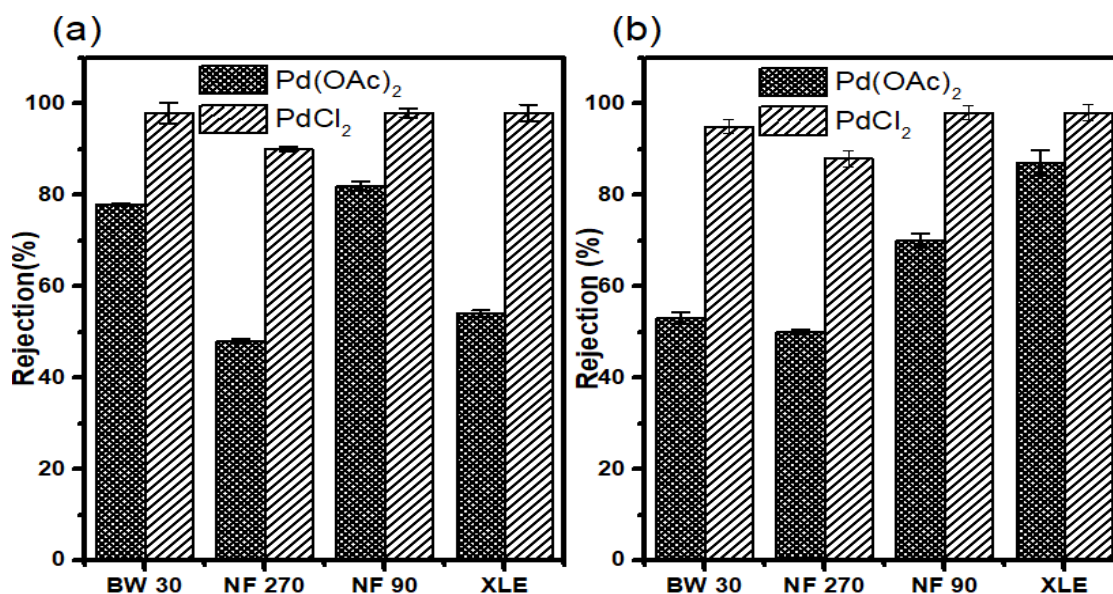 (a)
Pd(OAc)₂
PdCl₂
Rejection(%)
100
80
60
40
20
0
BW 30 NF 270 NF 90 XLE
(b)
Pd(OAc)₂
PdCl₂
Rejection (%)
100
80
60
40
20
0
BW 30 NF 270 NF 90 XLE